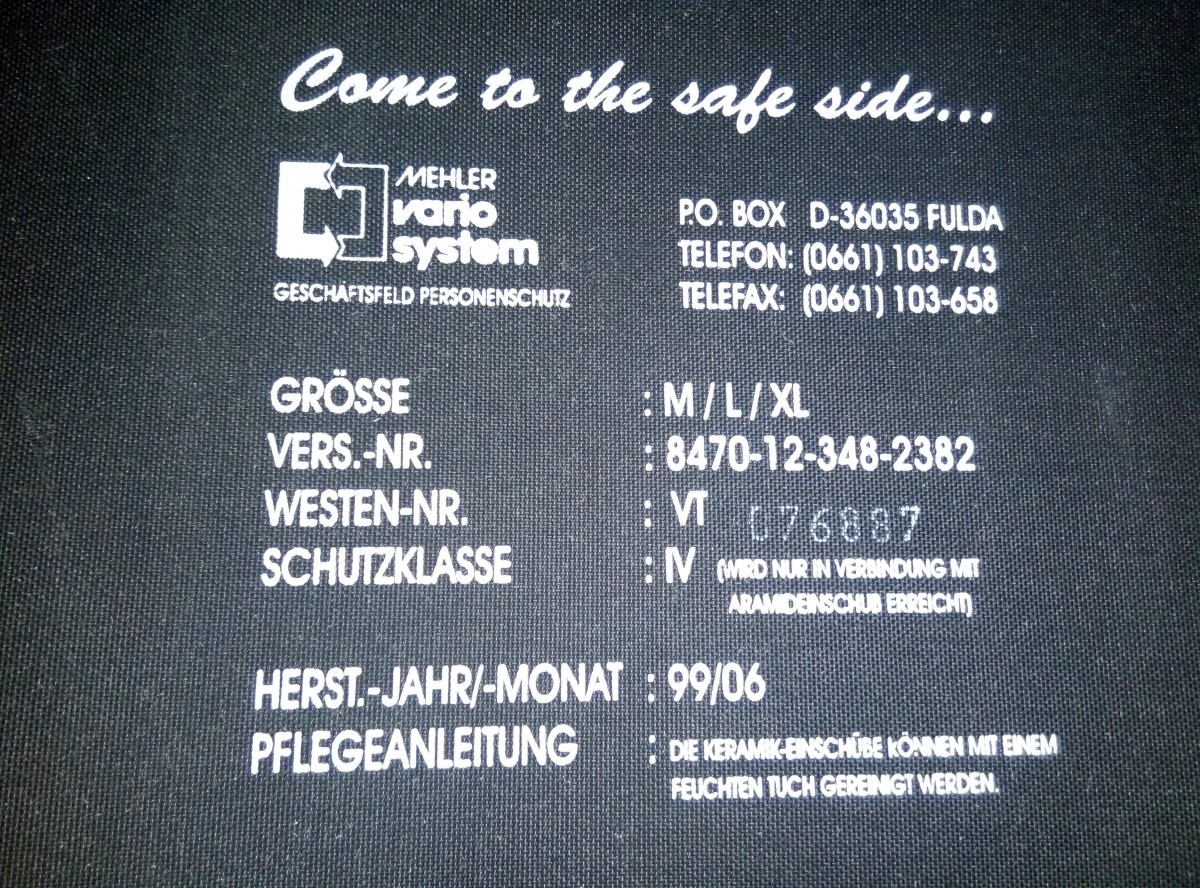 Come to the safe side...
MEHLER
vario
system
GESCHÄFTSFELD PERSONENSCHUTZ
P.O. BOX D-36035 FULDA
TELEFON: (0661) 103-743
TELEFAX: (0661) 103-658
GRÖSSE : M / L / XL
VERS.-NR. : 8470-12-348-2382
WESTEN-NR. : VT 076887
SCHUTZKLASSE : IV (WIRD NUR IN VERBINDUNG MIT
ARAMIDEINSCHUB ERREICHT)
HERST.-JAHR/-MONAT : 99/06
PFLEGEANLEITUNG : DIE KERAMIK-EINSCHÜBE KÖNNEN MIT EINEM
FEUCHTEN TUCH GEREINIGT WERDEN.